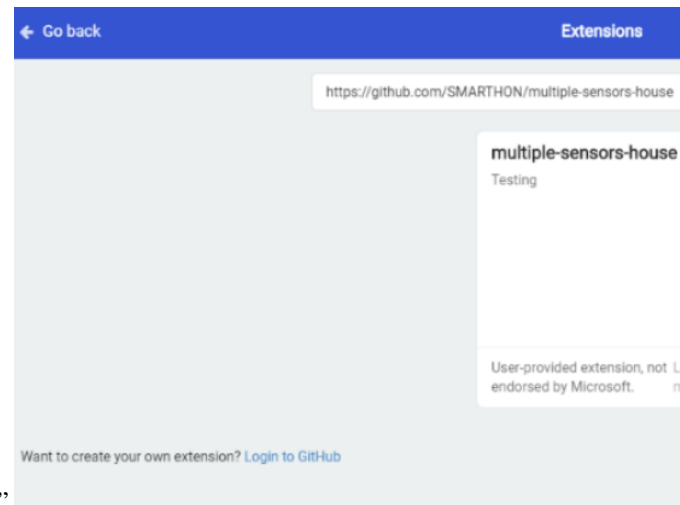 Go back
Extensions
https://github.com/SMARTHON/multiple-sensors-house
multiple-sensors-house
Testing
User-provided extension, not
endorsed by Microsoft.
Want to create your own extension? Login to GitHub
”